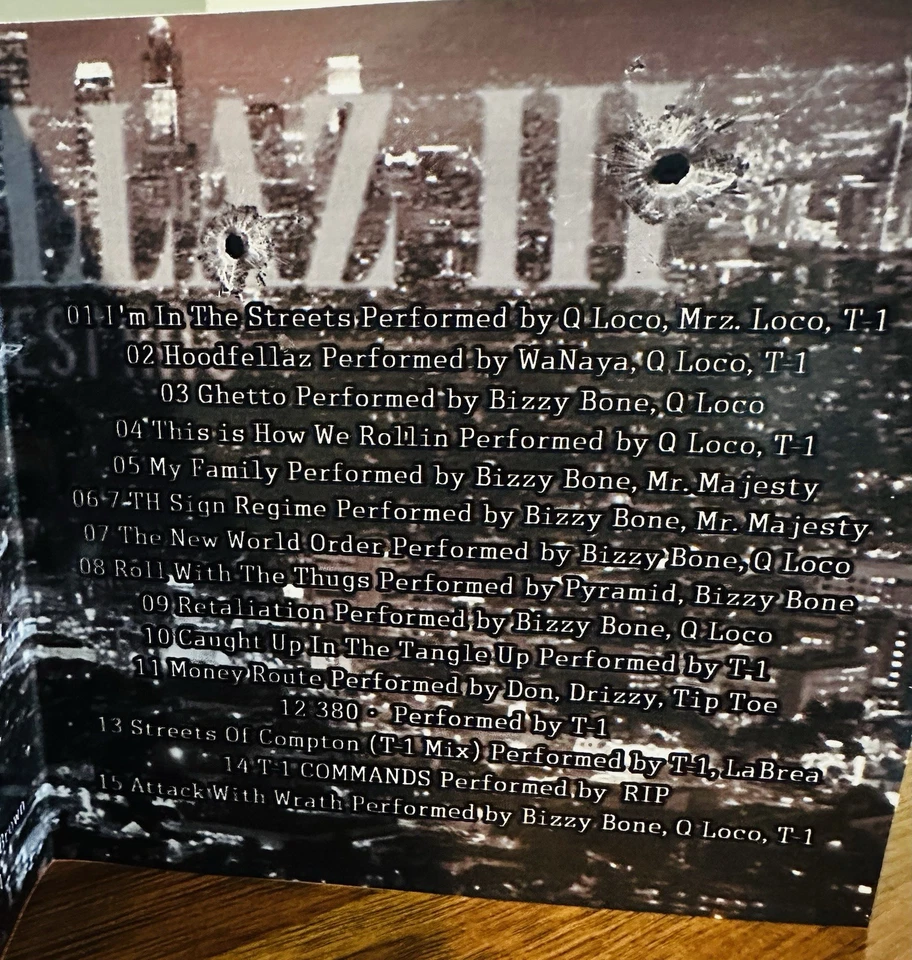 LAZ III
EST
01 I'm In The Streets Performed by Q Loco, Mrz. Loco, T-1
02 Hoodfellaz Performed by WaNaya, Q Loco, T-1
03 Ghetto Performed by Bizzy Bone, Q Loco
04 This is How We Rollin Performed by Q Loco, T-1
05 My Family Performed by Bizzy Bone, Mr. Majesty
06 7-TH Sign Regime Performed by Bizzy Bone, Mr. Majesty
07 The New World Order Performed by Bizzy Bone, Q Loco
08 Roll With The Thugs Performed by Pyramid, Bizzy Bone
09 Retaliation Performed by Bizzy Bone, Q Loco
10 Caught Up In The Tangle Up Performed by T-1
11 Money Route Performed by Don, Drizzy, Tip Toe
12 380 - Performed by T-1
13 Streets Of Compton (T-1 Mix) Performed by T-1, LaBrea
14 T-1 COMMANDS Performed by RIP
15 Attack With Wrath Performed by Bizzy Bone, Q Loco, T-1
Brown